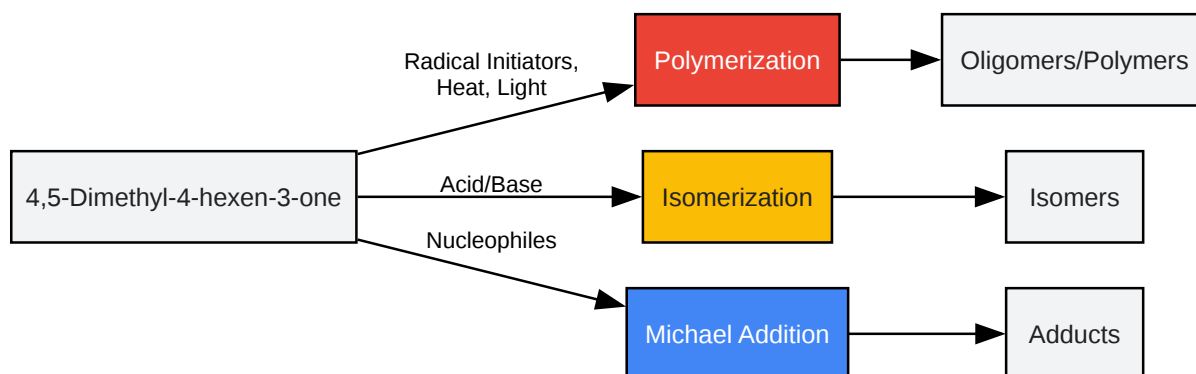 Radical Initiators,
Heat, Light
Polymerization
Oligomers/Polymers
4,5-Dimethyl-4-hexen-3-one
Acid/Base
Isomerization
Isomers
Nucleophiles
Michael Addition
Adducts